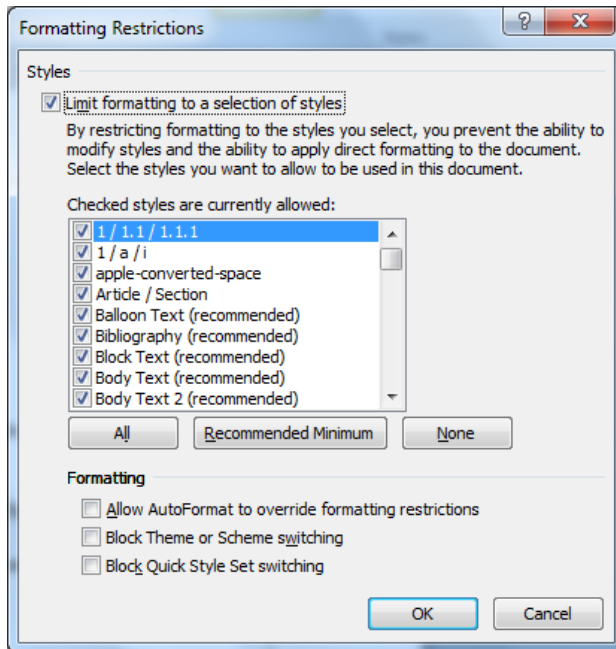 Formatting Restrictions
Styles
Limit formatting to a selection of styles
By restricting formatting to the styles you select, you prevent the ability to
modify styles and the ability to apply direct formatting to the document.
Select the styles you want to allow to be used in this document.
Checked styles are currently allowed:
1 / 1.1 / 1.1.1
1 / a / i
apple-converted-space
Article / Section
Balloon Text (recommended)
Bibliography (recommended)
Block Text (recommended)
Body Text (recommended)
Body Text 2 (recommended)
All Recommended Minimum None
Formatting
Allow AutoFormat to override formatting restrictions
Block Theme or Scheme switching
Block Quick Style Set switching
OK Cancel